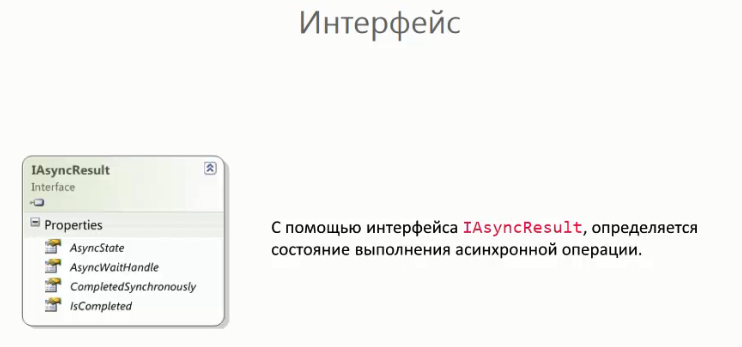 Интерфейс
IAsyncResult
Interface
Properties
AsyncState
AsyncWaitHandle
CompletedSynchronously
IsCompleted
С помощью интерфейса IAsyncResult, определяется
состояние выполнения асинхронной операции.